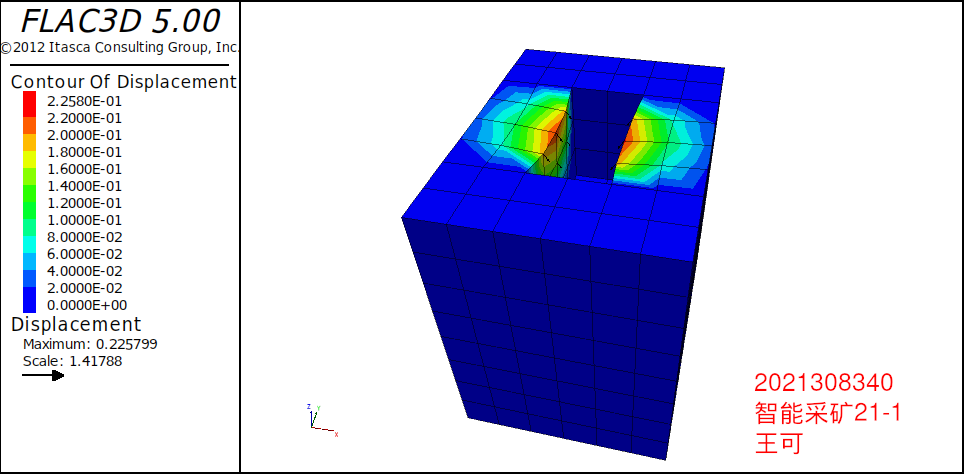 FLAC3D 5.00
©2012 Itasca Consulting Group, Inc.
Contour Of Displacement
2.2580E-01
2.2000E-01
2.0000E-01
1.8000E-01
1.6000E-01
1.4000E-01
1.2000E-01
1.0000E-01
8.0000E-02
6.0000E-02
4.0000E-02
2.0000E-02
0.0000E+00
Displacement
Maximum: 0.225799
Scale: 1.41788
Z
Y
X
2021308340
智能采矿21-1
王可